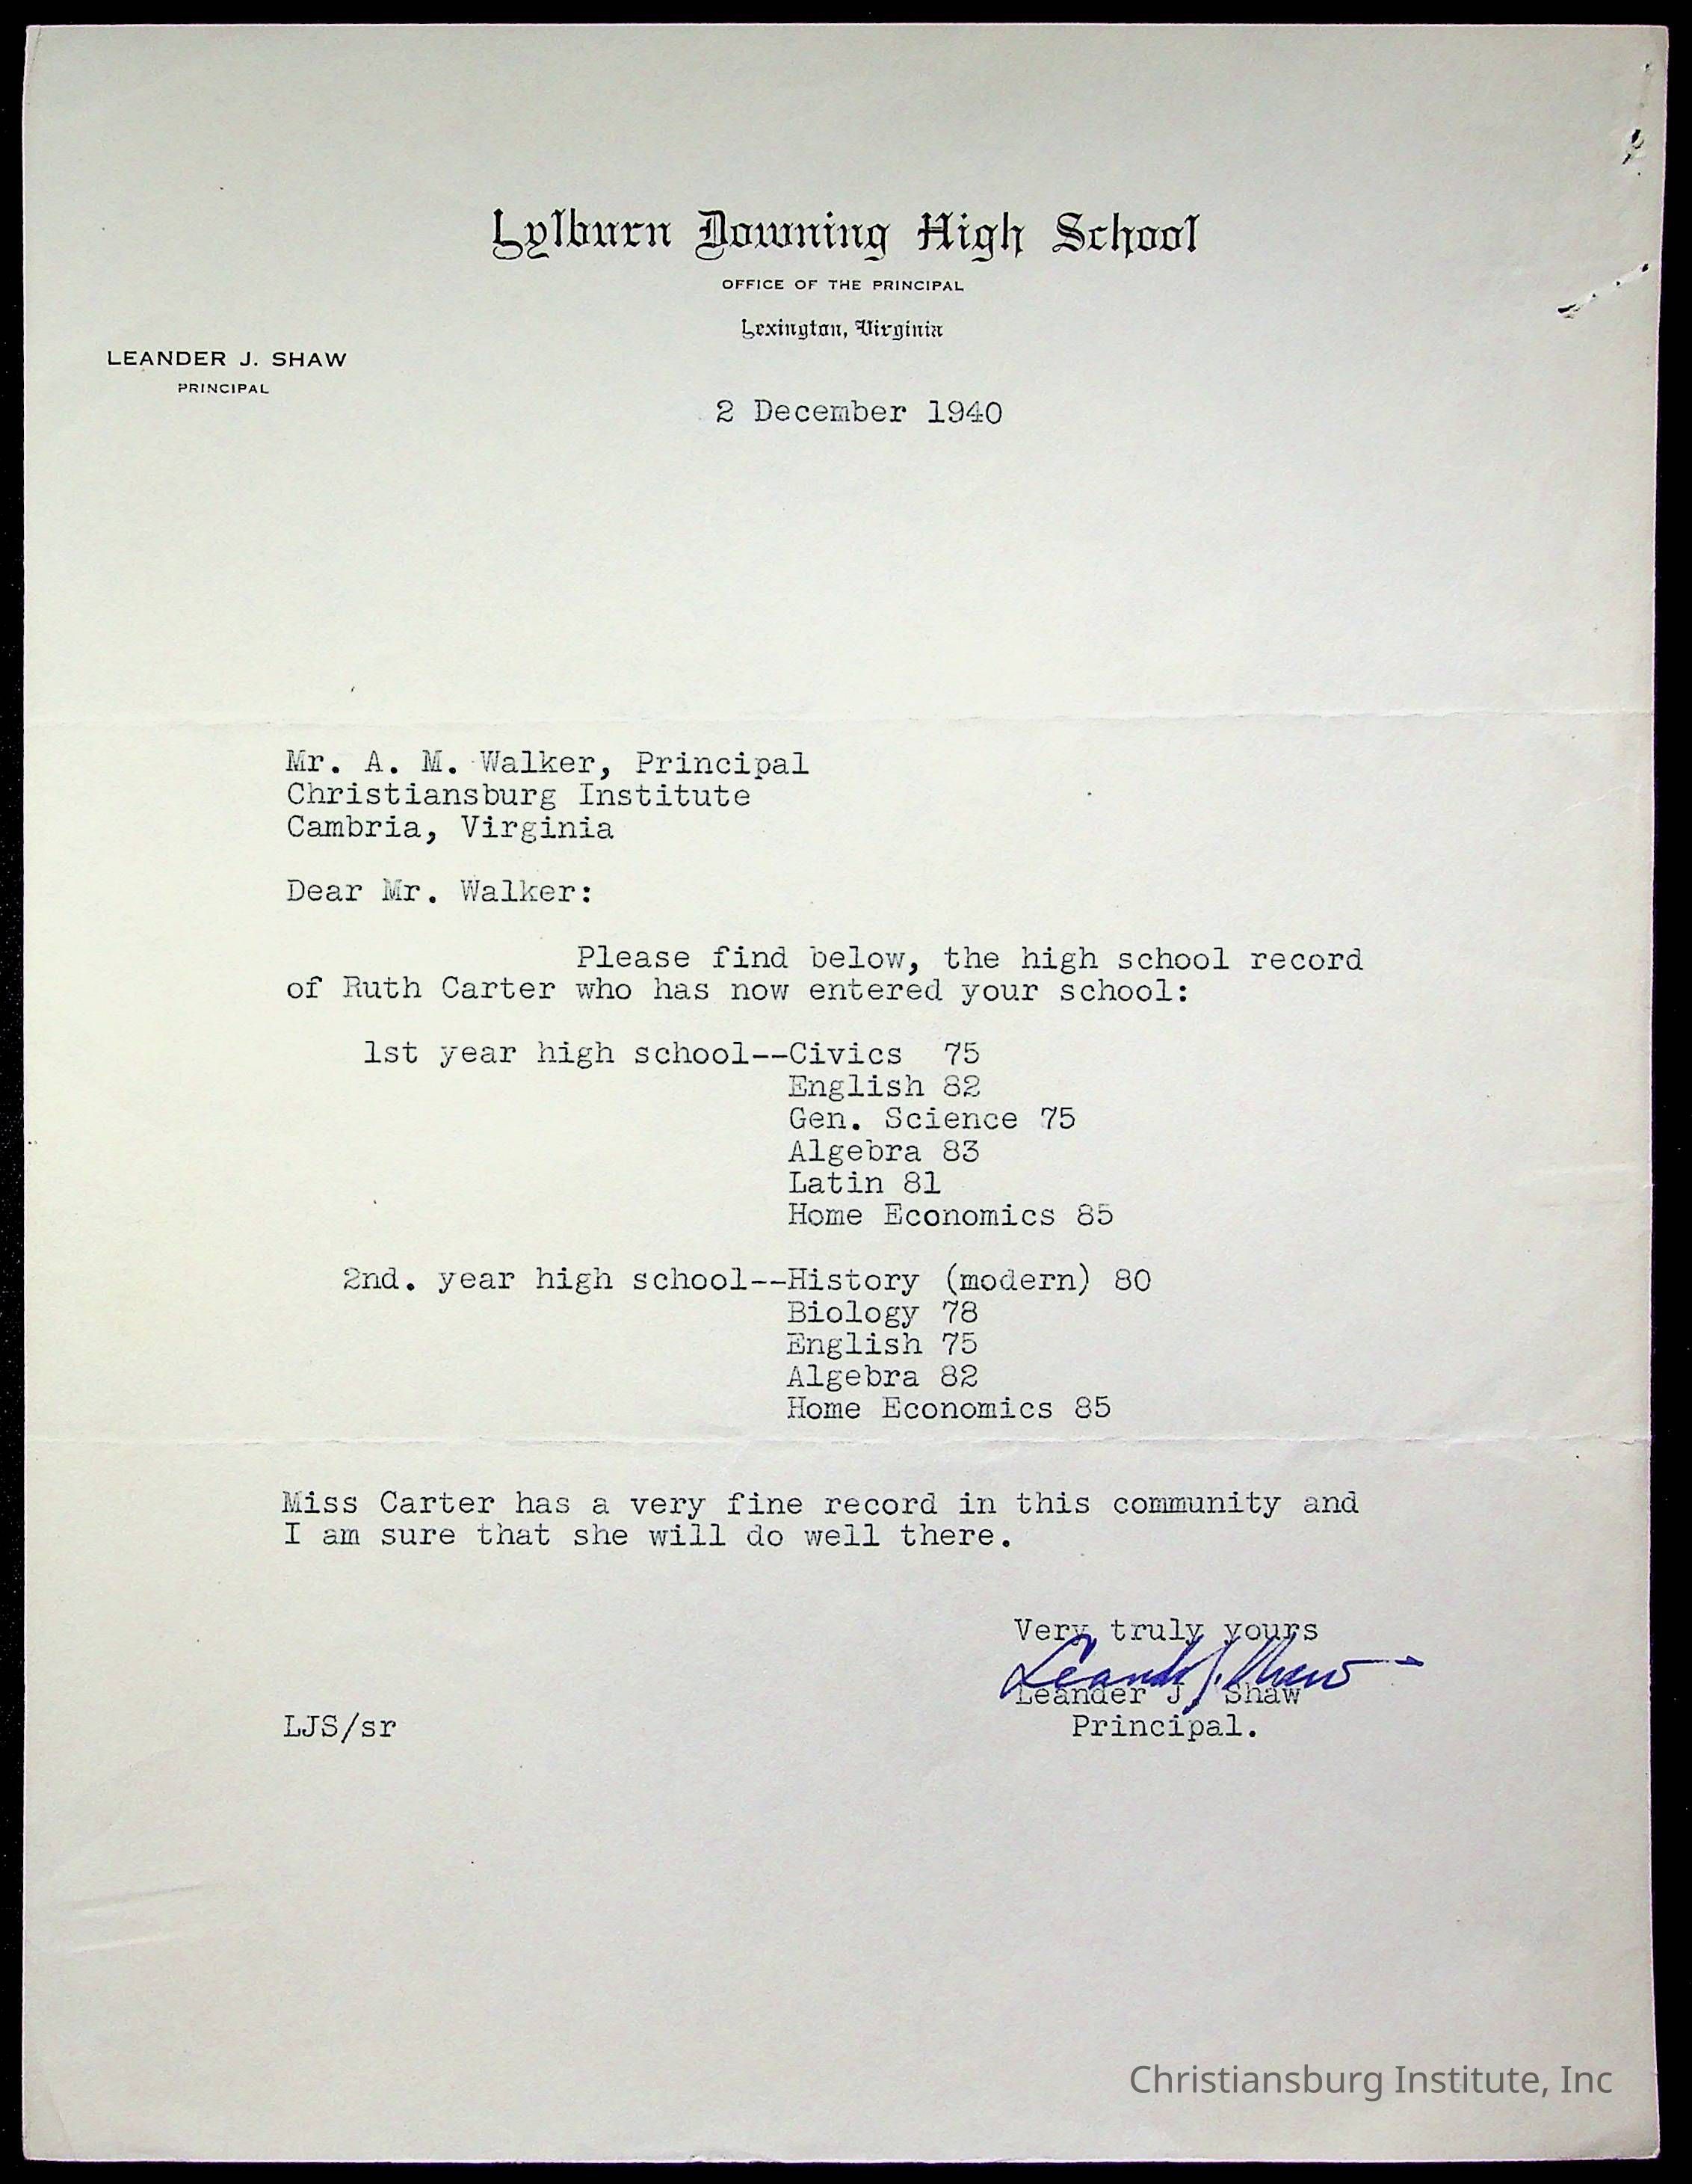 Lylburn Downing High School
OFFICE OF THE PRINCIPAL
Lexington, Virginia
LEANDER J. SHAW
PRINCIPAL
2 December 1940
Mr. A. M. Walker, Principal
Christiansburg Institute
Cambria, Virginia
Dear Mr. Walker:
Please find below, the high school record
of Ruth Carter who has now entered your school:
1st year high school--Civics 75
English 82
Gen. Science 75
Algebra 83
Latin 81
Home Economics 85
2nd. year high school--History (modern) 80
Biology 78
English 75
Algebra 82
Home Economics 85
Miss Carter has a very fine record in this community and
I am sure that she will do well there.
Very truly yours
Leander J. Shaw
Leander J. Shaw
LJS/sr Principal.
Christiansburg Institute, Inc